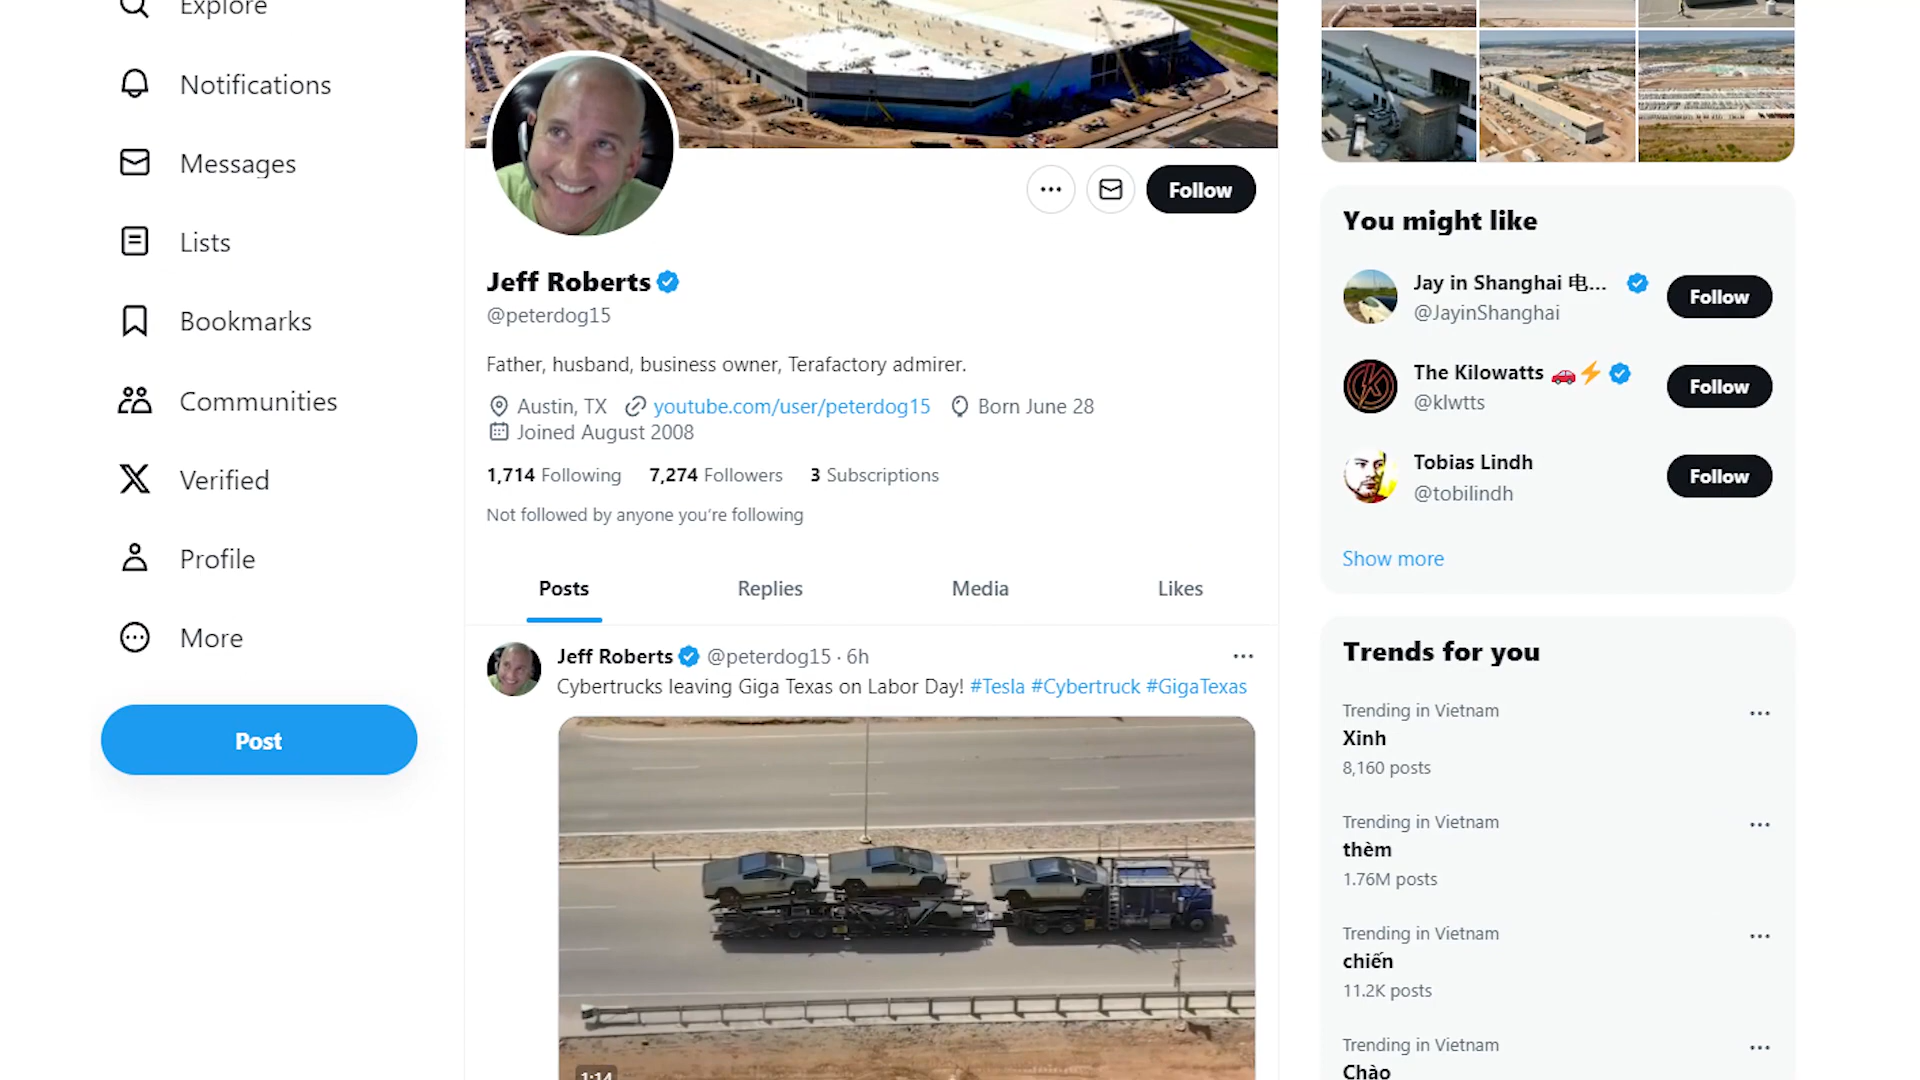 Explore
Notifications
Messages
Lists
Bookmarks
Communities
Verified
Profile
More
Post
Follow
Jeff Roberts
@peterdog15
Father, husband, business owner, Terafactory admirer.
Austin, TX youtube.com/user/peterdog15 Born June 28
Joined August 2008
1,714 Following 7,274 Followers 3 Subscriptions
Not followed by anyone you’re following
Posts Replies Media Likes
Jeff Roberts @peterdog15 · 6h
Cybertrucks leaving Giga Texas on Labor Day! #Tesla #Cybertruck #GigaTexas
1:14
You might like
Jay in Shanghai 电...
@JayinShanghai
Follow
The Kilowatts
@klwtts
Follow
Tobias Lindh
@tobilindh
Follow
Show more
Trends for you
Trending in Vietnam
Xinh
8,160 posts
Trending in Vietnam
thèm
1.76M posts
Trending in Vietnam
chiến
11.2K posts
Trending in Vietnam
Chào